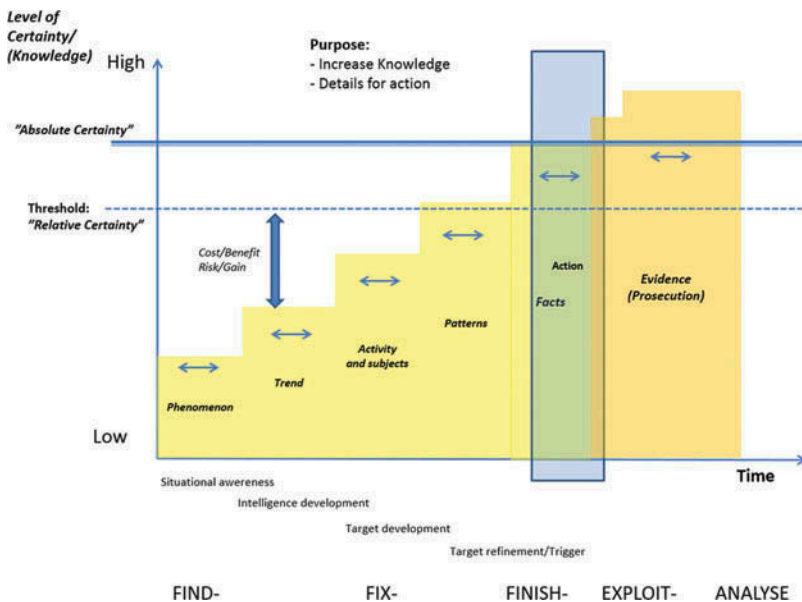 Level of
Certainty/
(Knowledge)
High
Purpose:
- Increase Knowledge
- Details for action
"Absolute Certainty"
Threshold:
"Relative Certainty"
Cost/Benefit
Risk/Gain
Action
Facts
Evidence
(Prosecution)
Patterns
Activity
and subjects
Trend
Phenomenon
Low
Time
Situational awereness
Intelligence development
Target development
Target refinement/Trigger
FIND-
FIX-
FINISH-
EXPLOIT-
ANALYSE